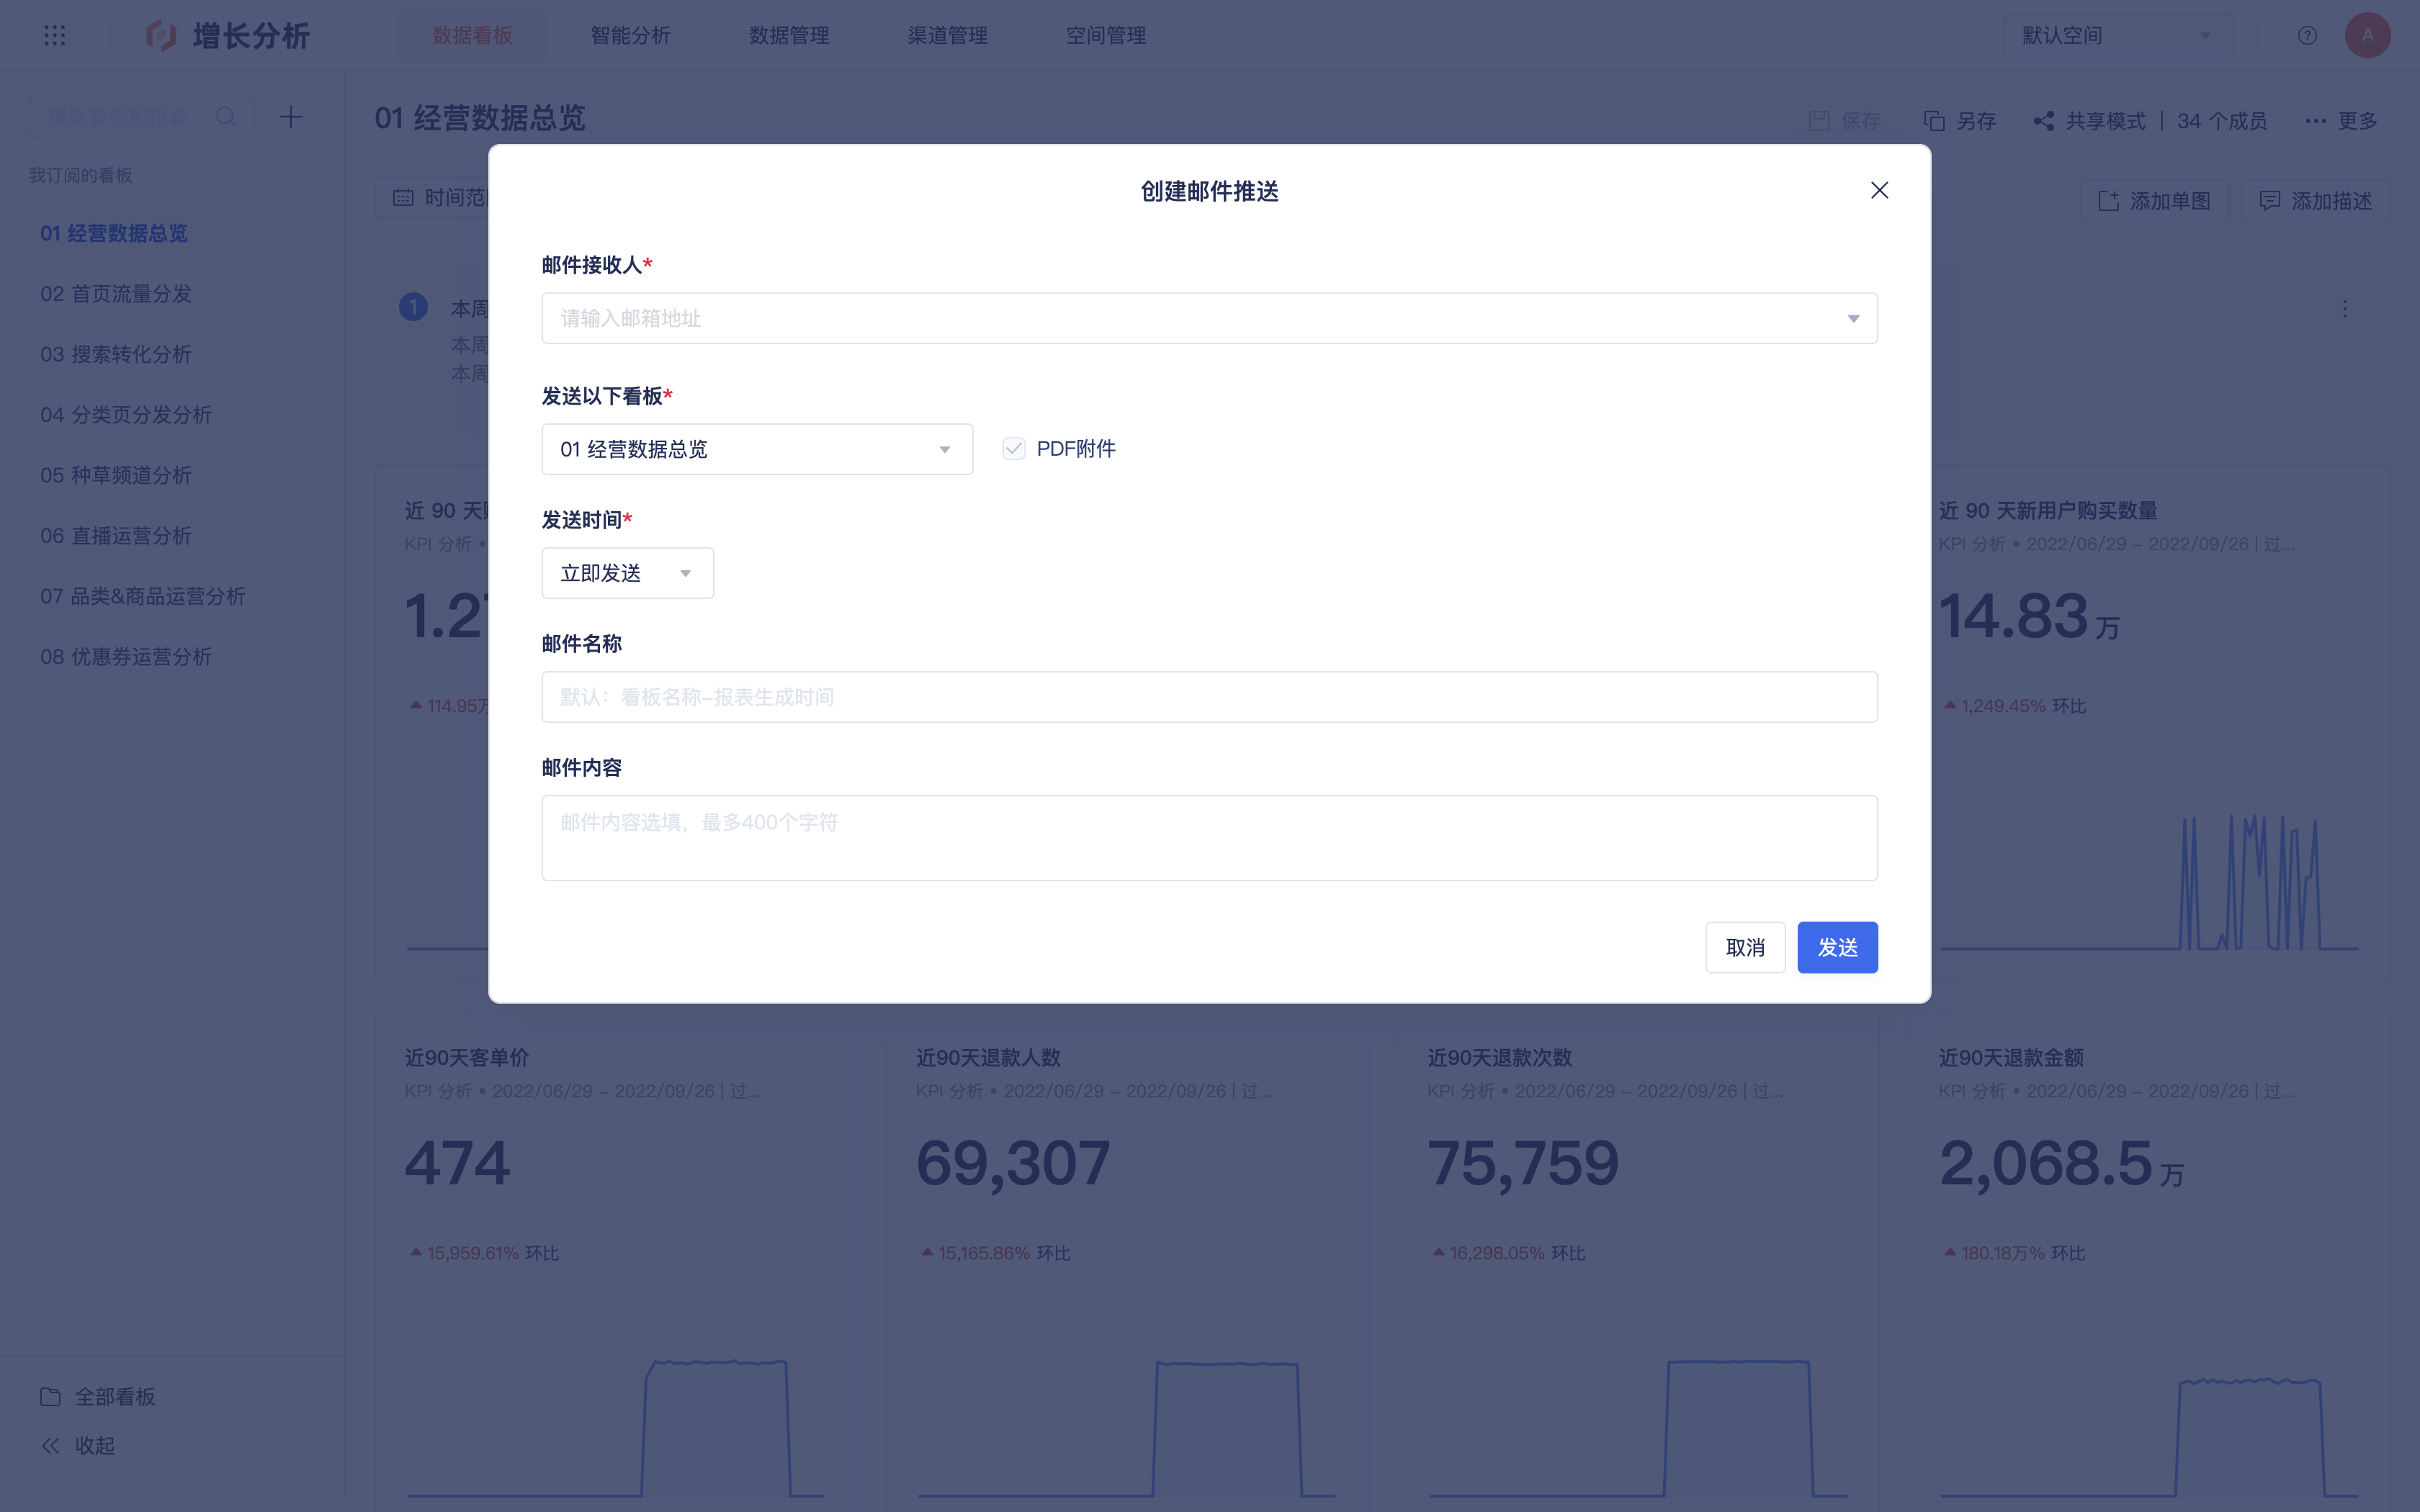 增长分析
数据看板
智能分析
数据管理
渠道管理
空间管理
默认空间
?
A
搜索看板和报表
我订阅的看板
01 经营数据总览
02 首页流量分发
03 搜索转化分析
04 分类页分发分析
05 种草频道分析
06 直播运营分析
07 品类&商品运营分析
08 优惠券运营分析
全部看板
收起
01 经营数据总览
保存
另存
共享模式 | 34 个成员
更多
时间范
添加单图
添加描述
1
本周
本周
本周
创建邮件推送
邮件接收人*
请输入邮箱地址
发送以下看板*
01 经营数据总览
PDF附件
发送时间*
立即发送
邮件名称
默认：看板名称-报表生成时间
邮件内容
邮件内容选填，最多400个字符
取消
发送
近 90 天
KPI 分析 •
1.2
114.95
近 90 天新用户购买数量
KPI 分析 • 2022/06/29 - 2022/09/26 | 过...
14.83 万
1,249.45% 环比
近90天客单价
KPI 分析 • 2022/06/29 - 2022/09/26 | 过...
474
15,959.61% 环比
近90天退款人数
KPI 分析 • 2022/06/29 - 2022/09/26 | 过...
69,307
15,165.86% 环比
近90天退款次数
KPI 分析 • 2022/06/29 - 2022/09/26 | 过...
75,759
16,298.05% 环比
近90天退款金额
KPI 分析 • 2022/06/29 - 2022/09/26 | 过...
2,068.5 万
180.18万% 环比